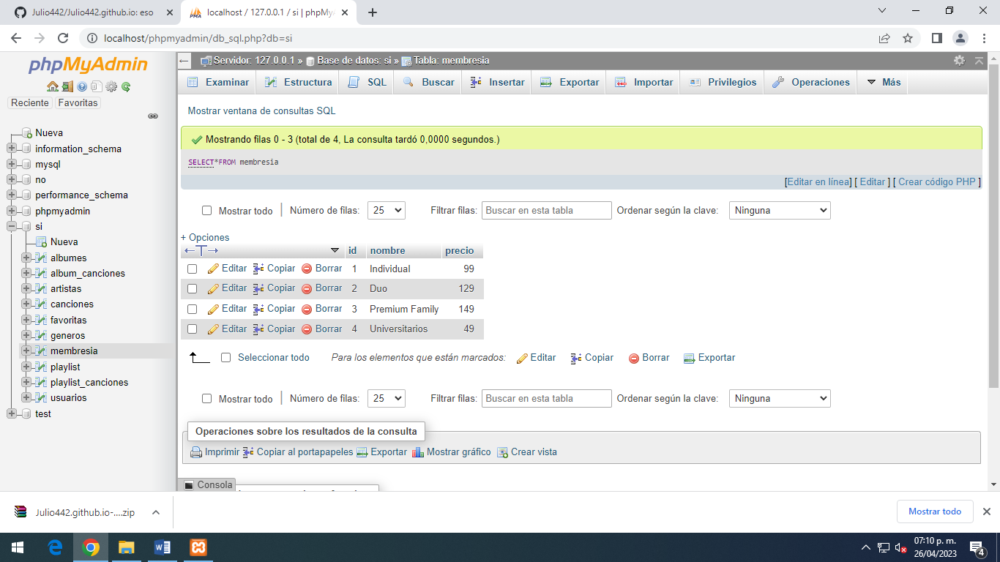 Julio442/Julio442.github.io: eso
localhost / 127.0.0.1 / si | phpMy
localhost/phpmyadmin/db_sql.php?db=si
phpMyAdmin
Reciente Favoritas
Nueva
information_schema
mysql
no
performance_schema
phpmyadmin
si
Nueva
albumes
album_canciones
artistas
canciones
favoritas
generos
membresia
playlist
playlist_canciones
usuarios
test
Servidor: 127.0.0.1 » Base de datos: si » Tabla: membresia
Examinar Estructura SQL Buscar Insertar Exportar Importar Privilegios Operaciones Más
Mostrar ventana de consultas SQL
Mostrando filas 0 - 3 (total de 4, La consulta tardó 0,0000 segundos.)
SELECT*FROM membresia
[Editar en línea] [ Editar ] [ Crear código PHP ]
Mostrar todo | Número de filas: 25 Filtrar filas: Buscar en esta tabla Ordenar según la clave: Ninguna
+ Opciones
←T→ id nombre precio
Editar Copiar Borrar 1 Individual 99
Editar Copiar Borrar 2 Duo 129
Editar Copiar Borrar 3 Premium Family 149
Editar Copiar Borrar 4 Universitarios 49
Seleccionar todo Para los elementos que están marcados: Editar Copiar Borrar Exportar
Mostrar todo | Número de filas: 25 Filtrar filas: Buscar en esta tabla Ordenar según la clave: Ninguna
Operaciones sobre los resultados de la consulta
Imprimir Copiar al portapapeles Exportar Mostrar gráfico Crear vista
Consola
Julio442.github.io-....zip
Mostrar todo
07:10 p. m.
26/04/2023
4